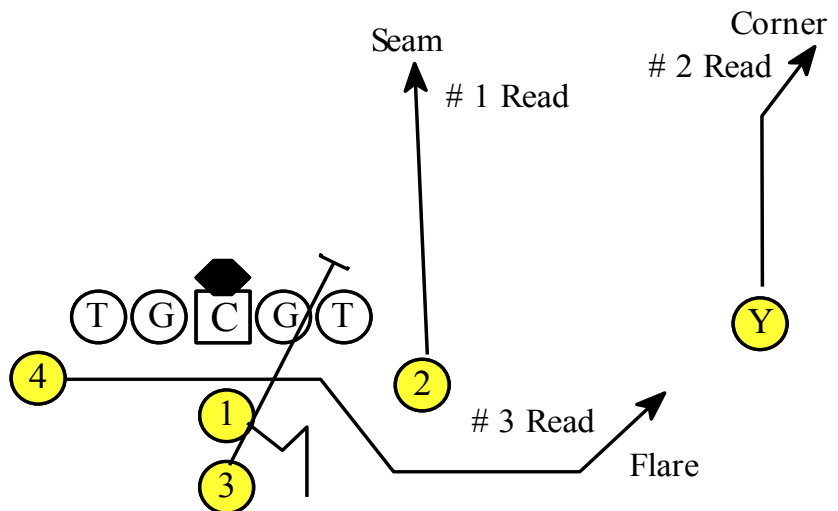 Corner
Seam
# 2 Read
# 1 Read
T G C G T
Y
4
2
1
# 3 Read
3
Flare